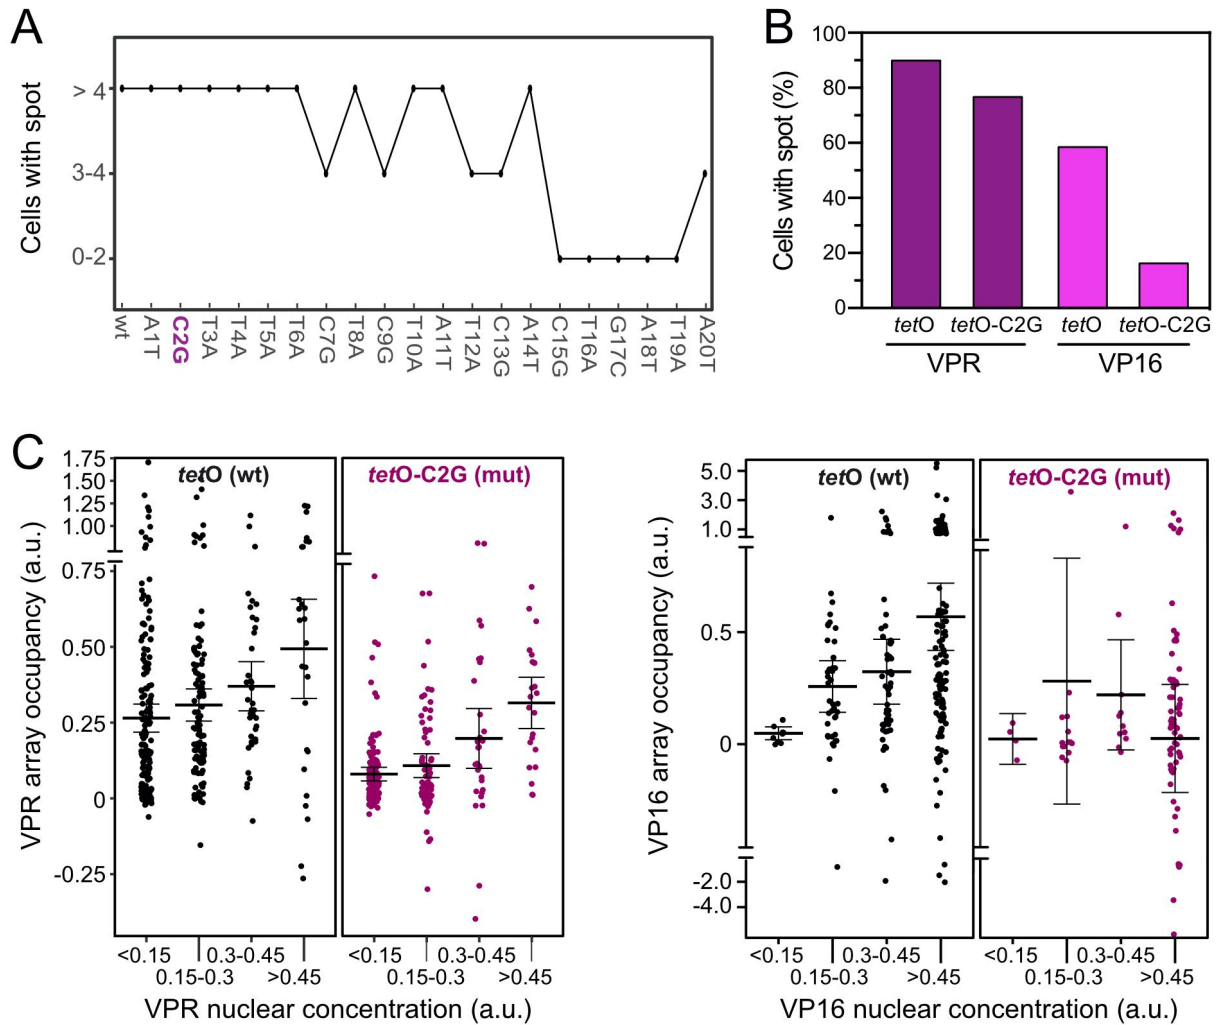 A
Cells with spot
> 4
3-4
0-2
wt
A1T
C2G
T3A
T4A
T5A
T6A
C7G
T8A
C9G
T10A
A11T
T12A
C13G
A14T
C15G
T16A
G17C
A18T
T19A
A20T
B
Cells with spot (%)
100
80
60
40
20
0
tetO tetO-C2G tetO tetO-C2G
VPR VP16
C
VPR array occupancy (a.u.)
1.75
1.50
1.25
1.00
0.75
0.50
0.25
0
-0.25
tetO (wt) tetO-C2G (mut)
<0.15 0.3-0.45 <0.15 0.3-0.45
0.15-0.3 >0.45 0.15-0.3 >0.45
VPR nuclear concentration (a.u.)
VP16 array occupancy (a.u.)
5.0
3.0
1.0
0.5
0
-2.0
-4.0
tetO (wt) tetO-C2G (mut)
<0.15 0.3-0.45 <0.15 0.3-0.45
0.15-0.3 >0.45 0.15-0.3 >0.45
VP16 nuclear concentration (a.u.)